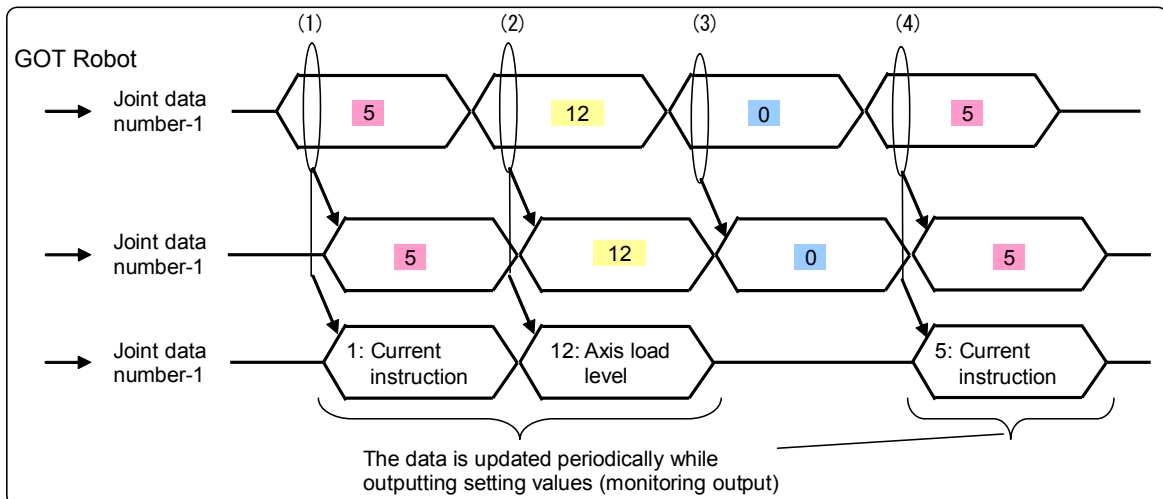 (1) (2) (3) (4)
GOT Robot
Joint data
number-1
5 12 0 5
Joint data
number-1
5 12 0 5
Joint data
number-1
1: Current
instruction
12: Axis load
level
5: Current
instruction
The data is updated periodically while
outputting setting values (monitoring output)